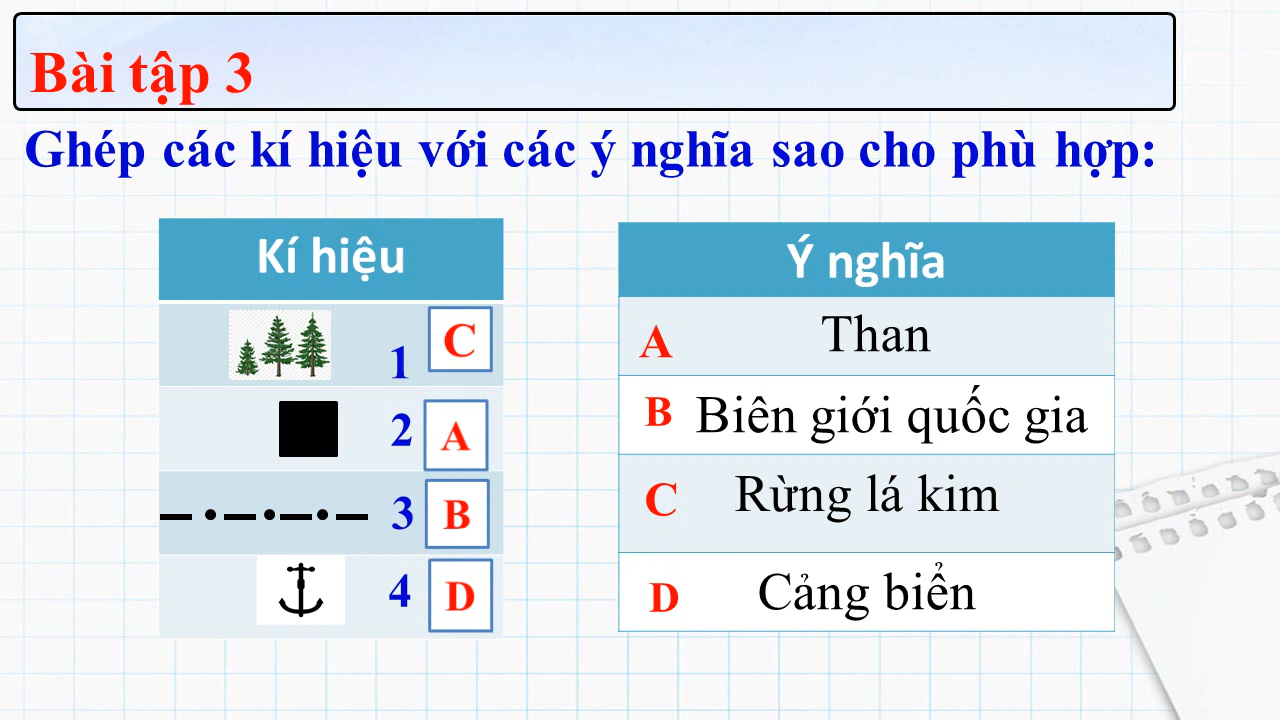 Bài tập 3
Ghép các kí hiệu với các ý nghĩa sao cho phù hợp:
Kí hiệu
1 C
2 A
3 B
4 D
Ý nghĩa
A Than
B Biên giới quốc gia
C Rừng lá kim
D Cảng biển